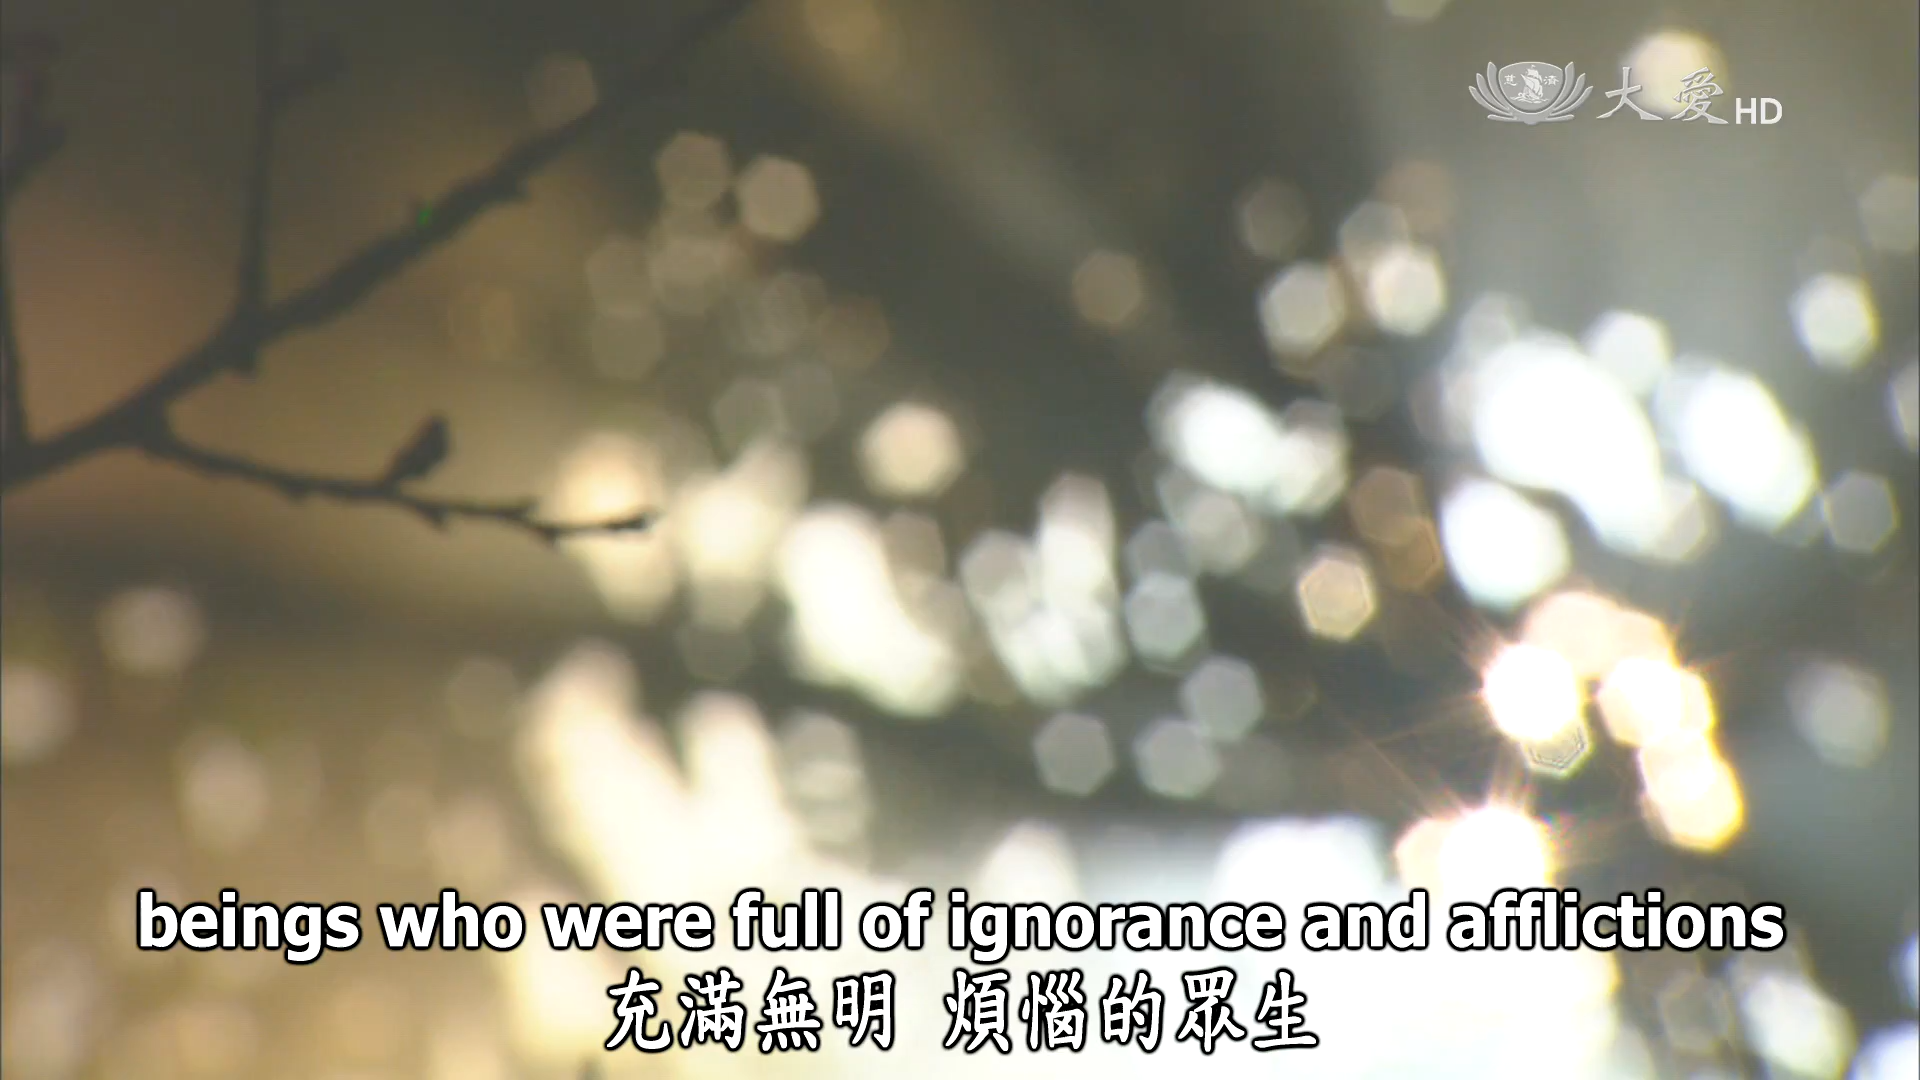 大愛HD
beings who were full of ignorance and afflictions
充滿無明 煩惱的眾生